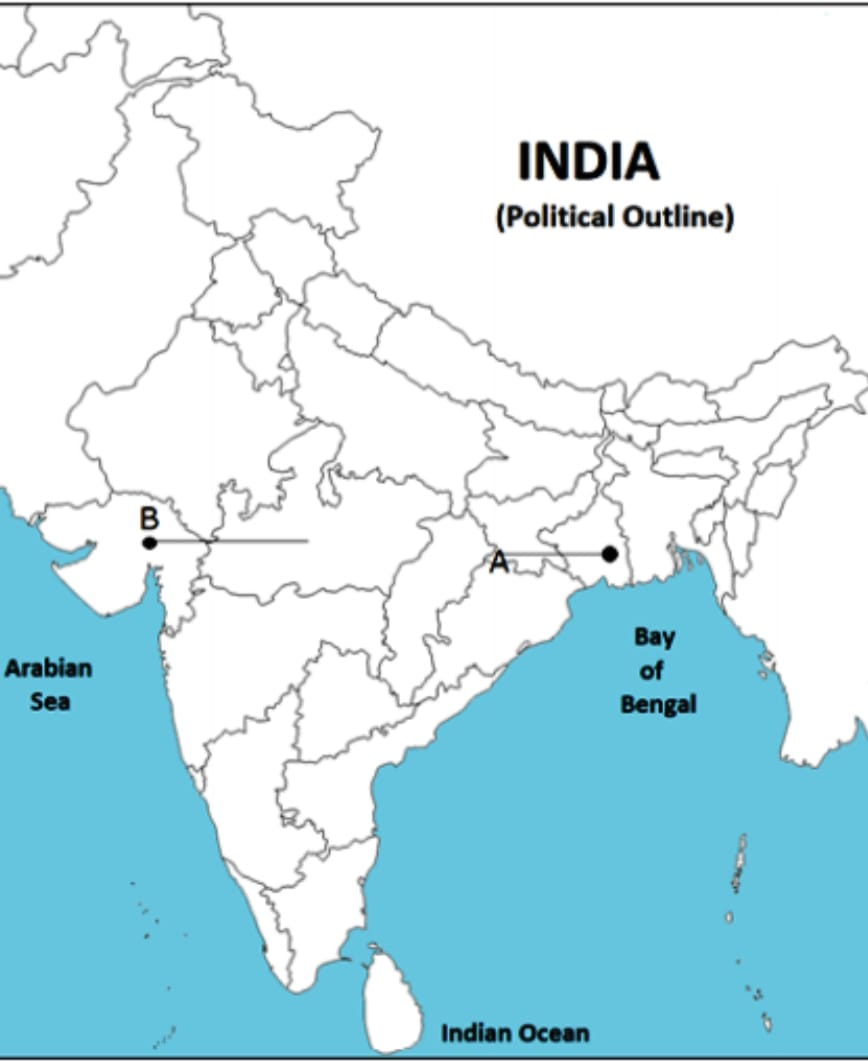 INDIA
(Political Outline)
B
A
Arabian
Sea
Bay
of
Bengal
Indian Ocean